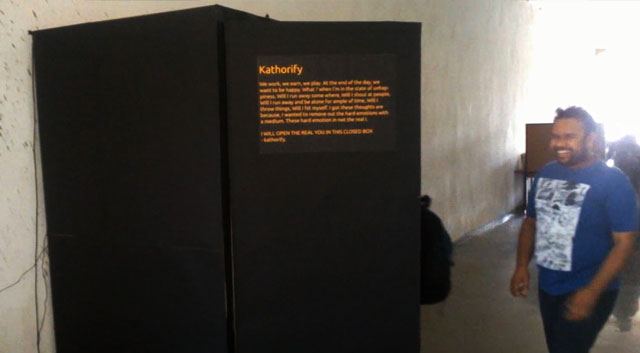 Kathorify
We work, we earn, we play. At the end of the day, we
want to be happy. What ? when I'm in the state of unhap-
piness, Will I run away some where, Will I shout at people,
Will I run away and be alone for ample of time, Will I
throw things, Will I hit myself. I got these thoughts are
because, I wanted to remove out the hard emotions with
a medium. These hard emotion in not the real I.
I WILL OPEN THE REAL YOU IN THIS CLOSED BOX
- kathorify.